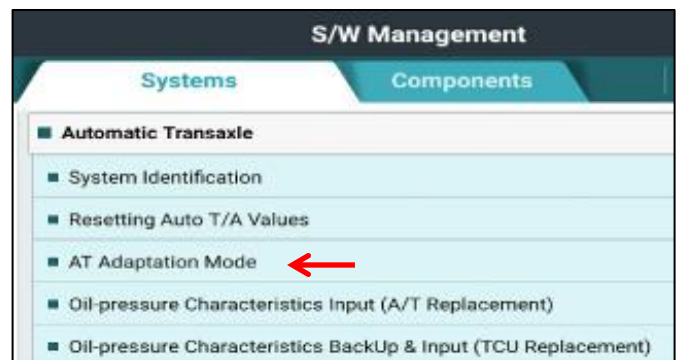 S/W Management
Systems
Components
Automatic Transaxle
System Identification
Resetting Auto T/A Values
AT Adaptation Mode
Oil-pressure Characteristics Input (A/T Replacement)
Oil-pressure Characteristics BackUp & Input (TCU Replacement)